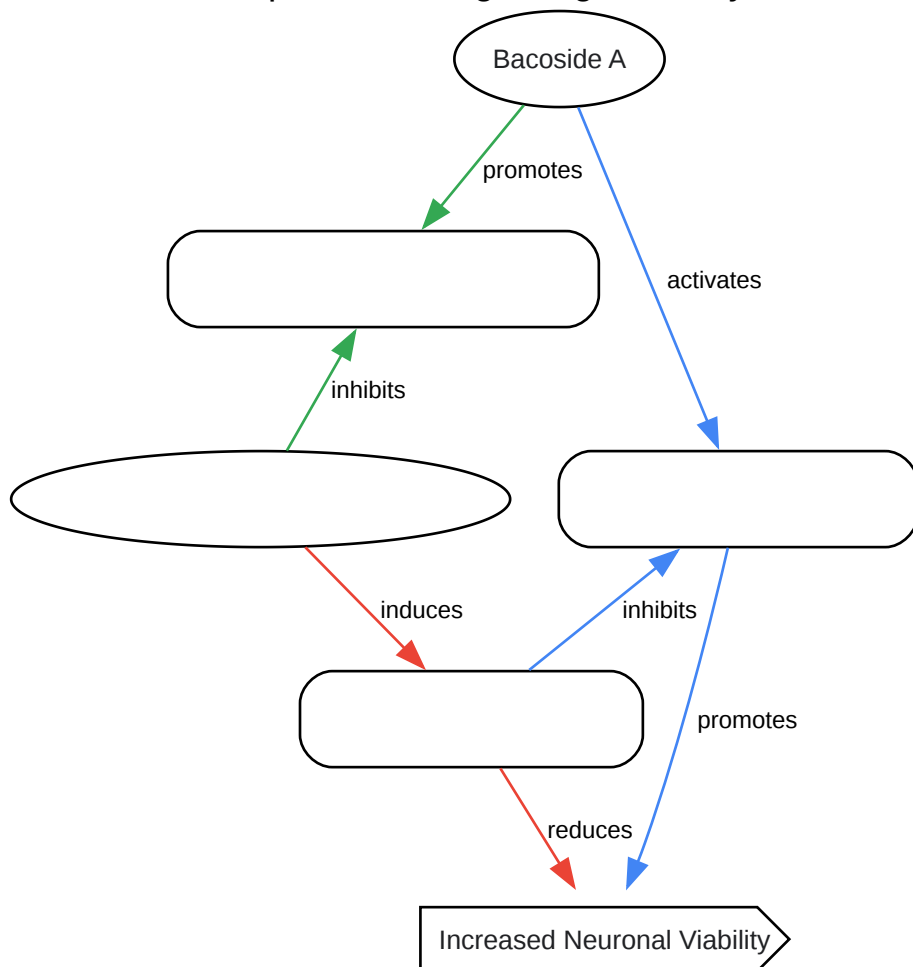 Bacoside A
promotes
activates
inhibits
induces
inhibits
promotes
reduces
Increased Neuronal Viability